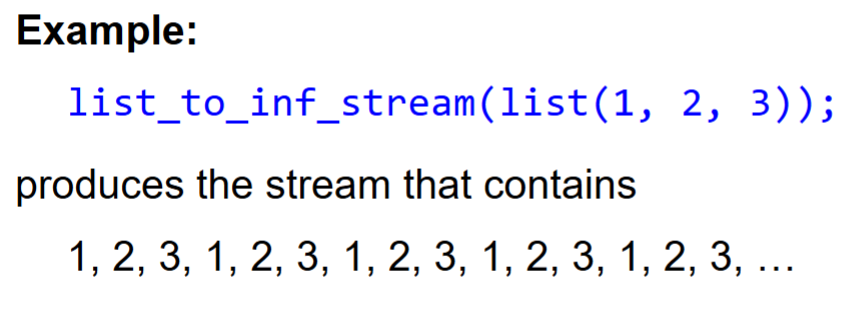 Example:
list_to_inf_stream(list(1, 2, 3));
produces the stream that contains
1, 2, 3, 1, 2, 3, 1, 2, 3, 1, 2, 3, 1, 2, 3, …